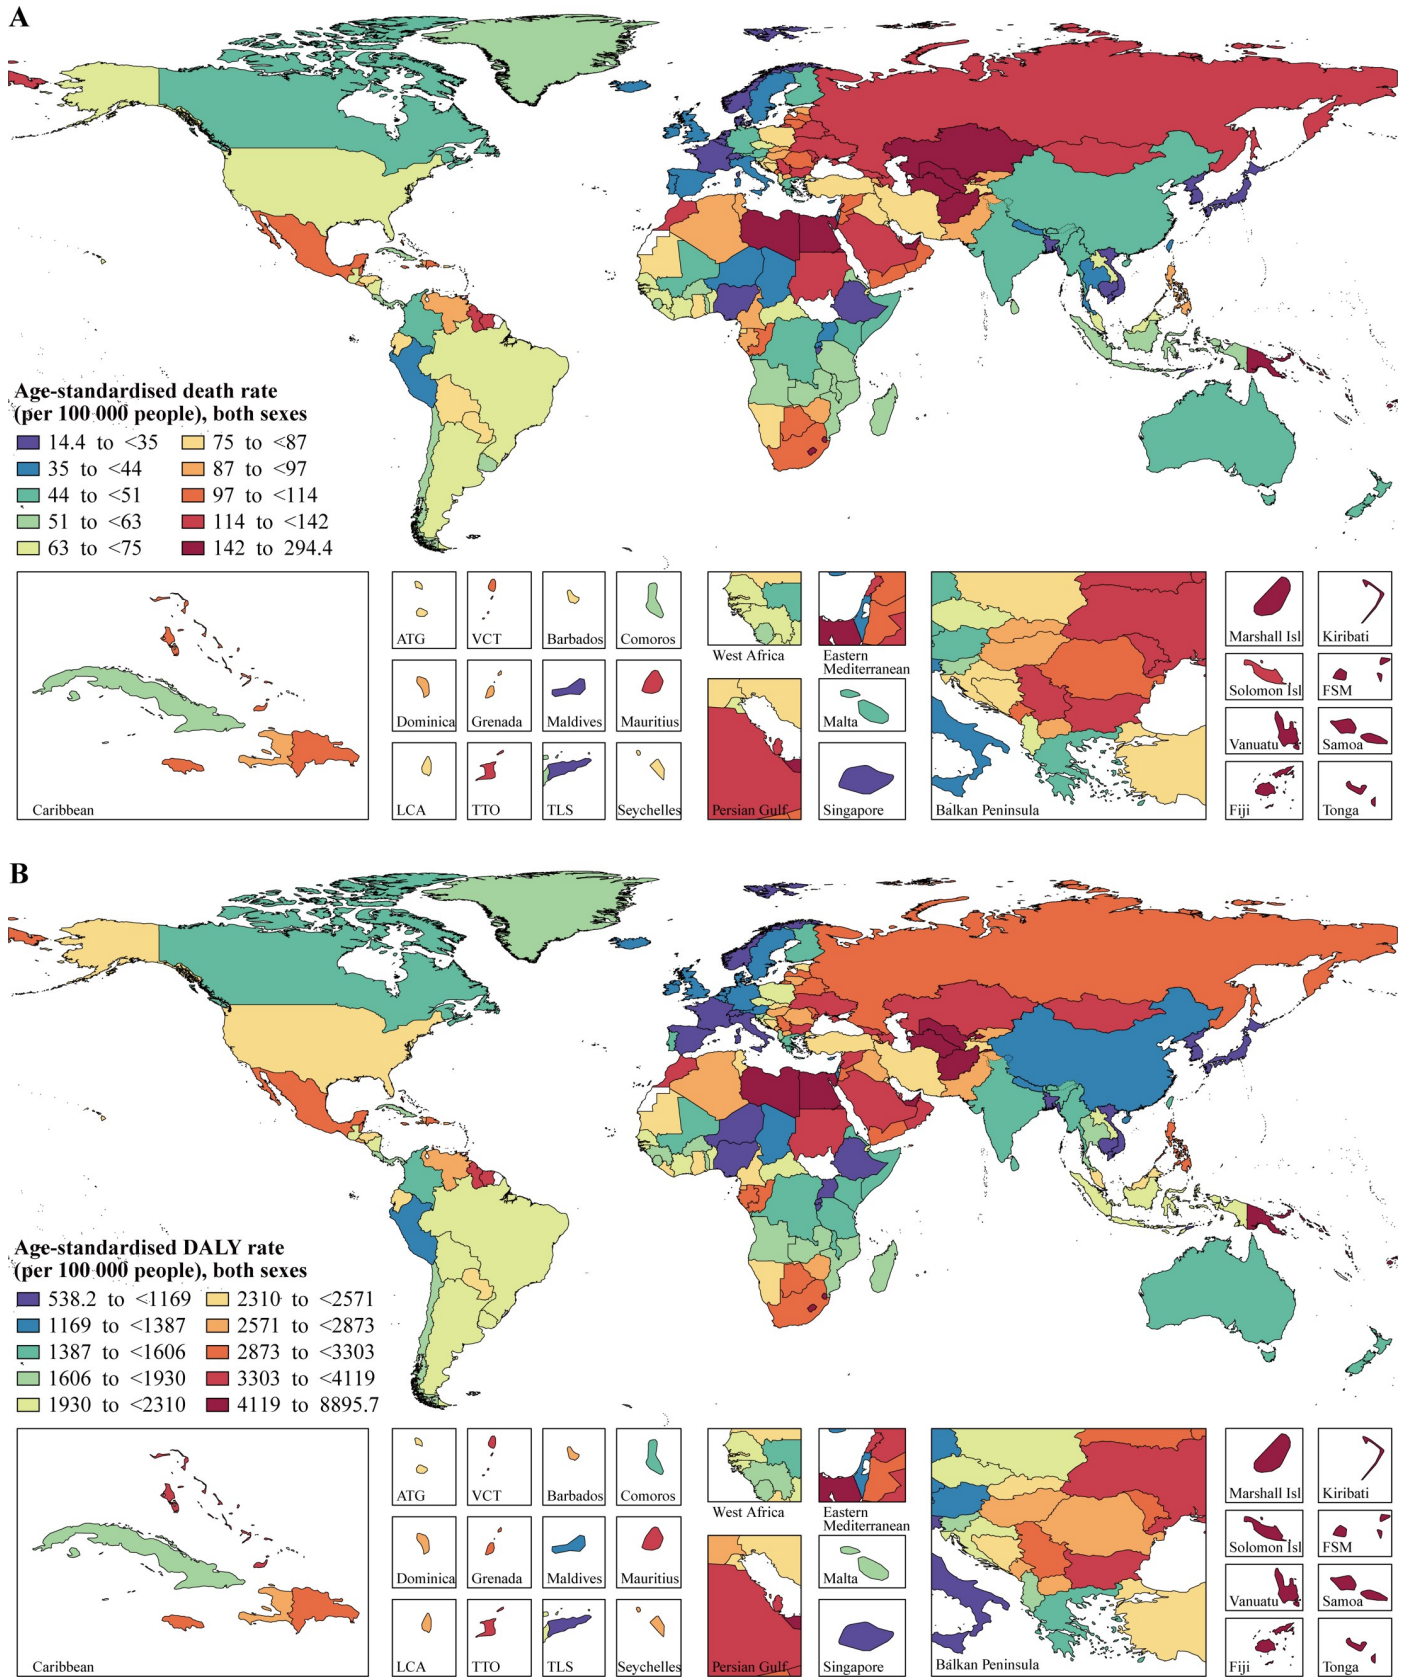 A
Age-standardised death rate
(per 100 000 people), both sexes
14.4 to <35
35 to <44
44 to <51
51 to <63
63 to <75
75 to <87
87 to <97
97 to <114
114 to <142
142 to 294.4
Caribbean
ATG
VCT
Barbados
Comoros
Dominica
Grenada
Maldives
Mauritius
LCA
TTO
TLS
Seychelles
West Africa
Eastern
Mediterranean
Persian Gulf
Malta
Singapore
Balkan Peninsula
Marshall Isl
Kiribati
Solomon Isl
FSM
Vanuatu
Samoa
Fiji
Tonga
B
Age-standardised DALY rate
(per 100 000 people), both sexes
538.2 to <1169
1169 to <1387
1387 to <1606
1606 to <1930
1930 to <2310
2310 to <2571
2571 to <2873
2873 to <3303
3303 to <4119
4119 to 8895.7
Caribbean
ATG
VCT
Barbados
Comoros
Dominica
Grenada
Maldives
Mauritius
LCA
TTO
TLS
Seychelles
West Africa
Eastern
Mediterranean
Persian Gulf
Malta
Singapore
Balkan Peninsula
Marshall Isl
Kiribati
Solomon Isl
FSM
Vanuatu
Samoa
Fiji
Tonga